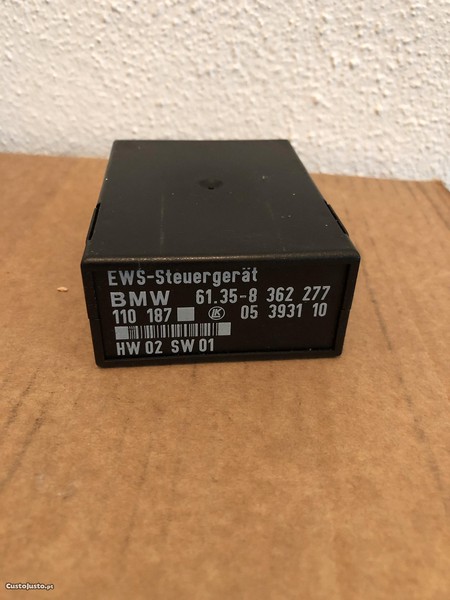 EWS-Steuergerät
BMW 61.35-8 362 277
110 187 LK 05 3931 10
HW 02 SW 01
CustoJusto.pt